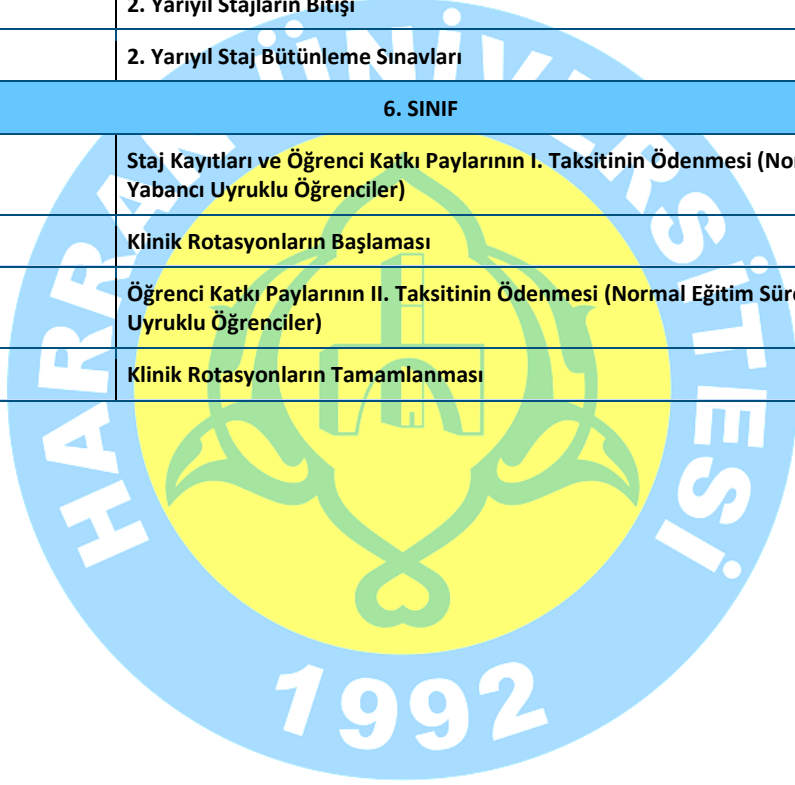 2. Yarıyıl Stajların Bitişi
2. Yarıyıl Staj Bütünleme Sınavları
6. SINIF
Staj Kayıtları ve Öğrenci Katkı Paylarının I. Taksitinin Ödenmesi
Yabancı Uyruklu Öğrenciler)
Klinik Rotasyonların Başlaması
Öğrenci Katkı Paylarının II. Taksitinin Ödenmesi (Normal Eğitim
Uyruklu Öğrenciler)
Klinik Rotasyonların Tamamlanması
HARRAN ÜNİVERSİTESİ
1992